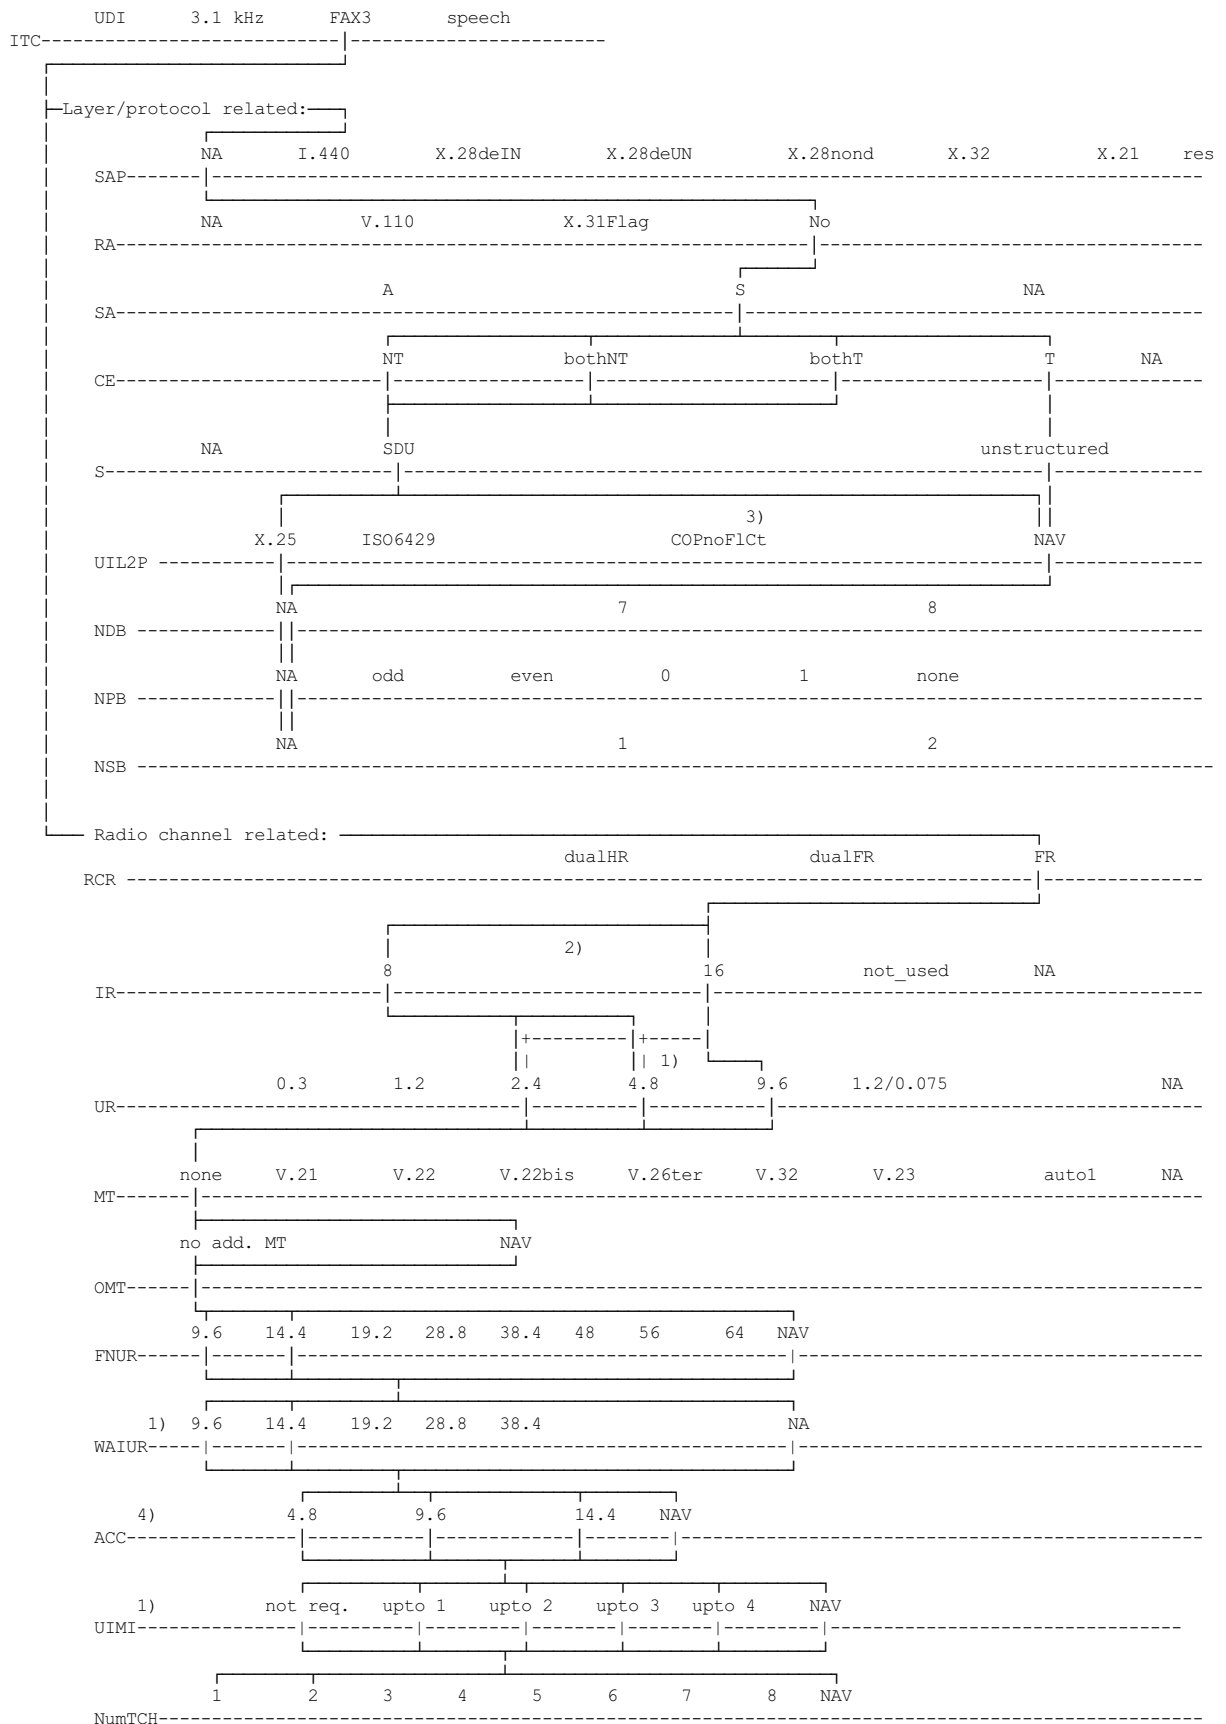 UDI 3.1 kHz FAX3 speech
ITC
Layer/protocol related:
NA I.440 X.28deIN X.28deUN X.28nond X.32 X.21 res
SAP
NA V.110 X.31Flag No
RA
A S NA
SA
NT bothNT bothT T NA
CE
NA SDU unstructured
S
3)
X.25 ISO6429 COPnoFlCt NAV
UIL2P
NA 7 8
NDB
NA odd even 0 1 none
NPB
NA 1 2
NSB
Radio channel related:
dualHR dualFR FR
RCR
2)
8 16 not_used NA
IR
1)
0.3 1.2 2.4 4.8 9.6 1.2/0.075 NA
UR
none V.21 V.22 V.22bis V.26ter V.32 V.23 auto1 NA
MT
no add. MT NAV
OMT
9.6 14.4 19.2 28.8 38.4 48 56 64 NAV
FNUR
1) 9.6 14.4 19.2 28.8 38.4 NA
WAIUR
4) 4.8 9.6 14.4 NAV
ACC
1) not req. upto 1 upto 2 upto 3 upto 4 NAV
UIMI
1 2 3 4 5 6 7 8 NAV
NumTCH